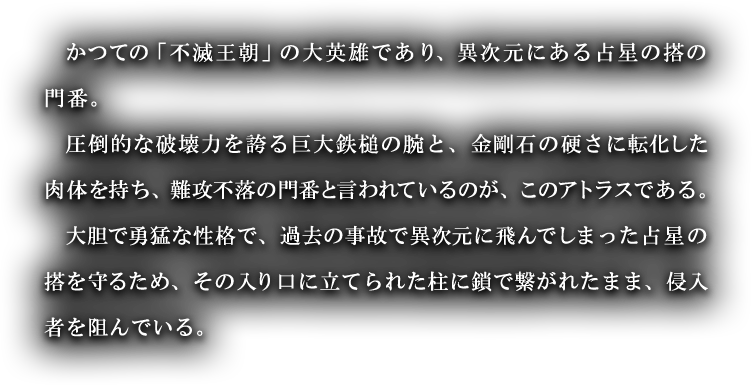 かつての「不滅王朝」の大英雄であり、異次元にある占星の搭の
門番。
　圧倒的な破壊力を誇る巨大鉄槌の腕と、金剛石の硬さに転化した
肉体を持ち、難攻不落の門番と言われているのが、このアトラスである。
　大胆で勇猛な性格で、過去の事故で異次元に飛んでしまった占星の
搭を守るため、その入り口に立てられた柱に鎖で繋がれたまま、侵入
者を阻んでいる。